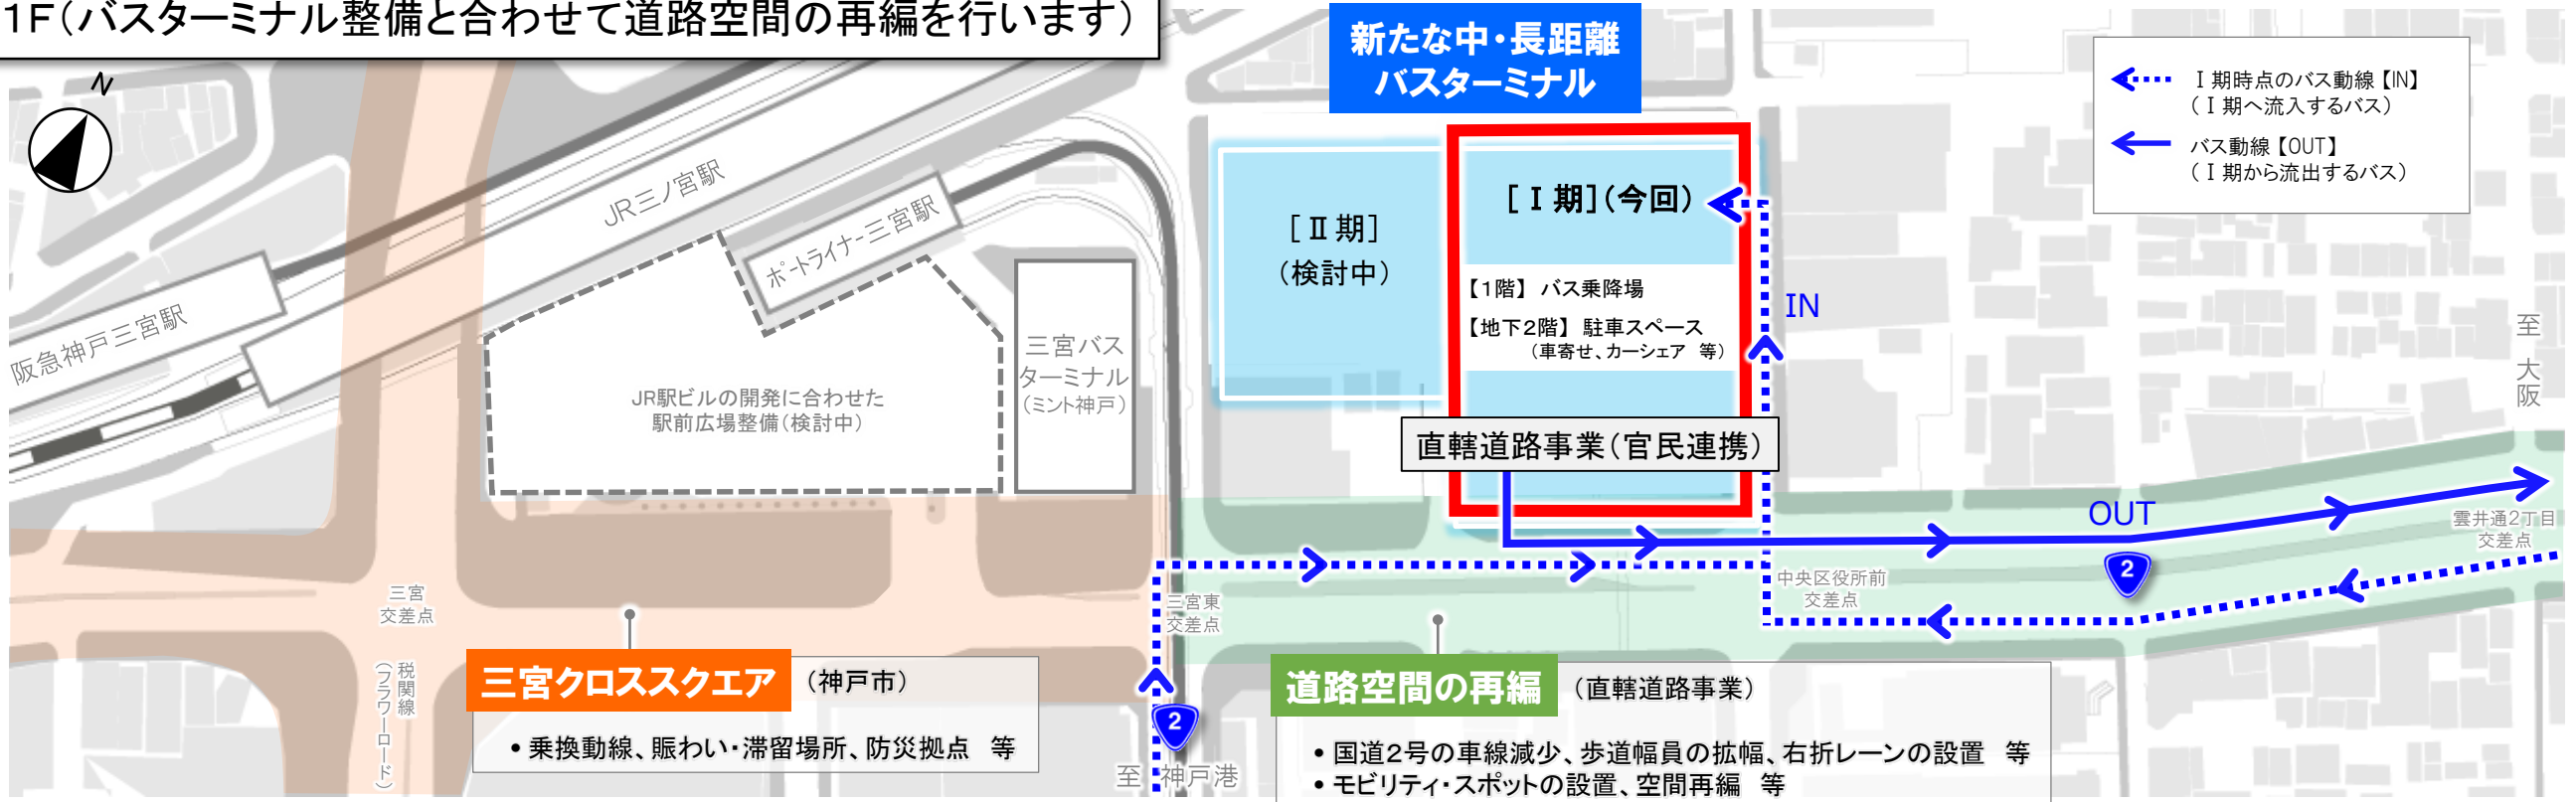 1F(バスターミナル整備と合わせて道路空間の再編を行います)
N
新たな中・長距離
バスターミナル
Ⅰ期時点のバス動線【IN】
(Ⅰ期へ流入するバス)
バス動線【OUT】
(Ⅰ期から流出するバス)
JR三ノ宮駅
ポートライナー三宮駅
阪急神戸三宮駅
JR駅ビルの開発に合わせた
駅前広場整備(検討中)
三宮バス
ターミナル
(ミント神戸)
[Ⅱ期]
(検討中)
[Ⅰ期](今回)
【1階】 バス乗降場
【地下2階】 駐車スペース
(車寄せ、カーシェア 等)
直轄道路事業(官民連携)
IN
OUT
至 大阪
雲井通2丁目
交差点
2
中央区役所前
交差点
三宮
交差点
三宮東
交差点
税関線
(フラワーロード)
三宮クロススクエア (神戸市)
• 乗換動線、賑わい・滞留場所、防災拠点 等
2
至 神戸港
道路空間の再編 (直轄道路事業)
• 国道2号の車線減少、歩道幅員の拡幅、右折レーンの設置 等
• モビリティ・スポットの設置、空間再編 等